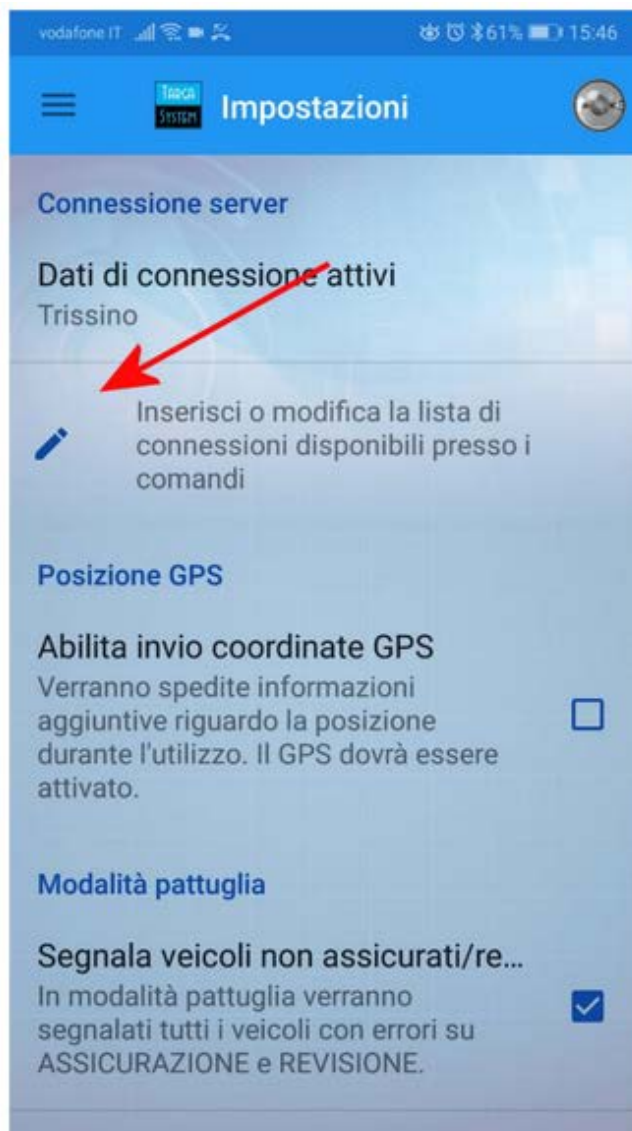 vodafone IT 61% 15:46
TARGA
SYSTEM
Impostazioni
Connessione server
Dati di connessione attivi
Trissino
Inserisci o modifica la lista di
connessioni disponibili presso i
comandi
Posizione GPS
Abilita invio coordinate GPS
Verranno spedite informazioni
aggiuntive riguardo la posizione
durante l'utilizzo. Il GPS dovrà essere
attivato.
Modalità pattuglia
Segnala veicoli non assicurati/re...
In modalità pattuglia verranno
segnalati tutti i veicoli con errori su
ASSICURAZIONE e REVISIONE.